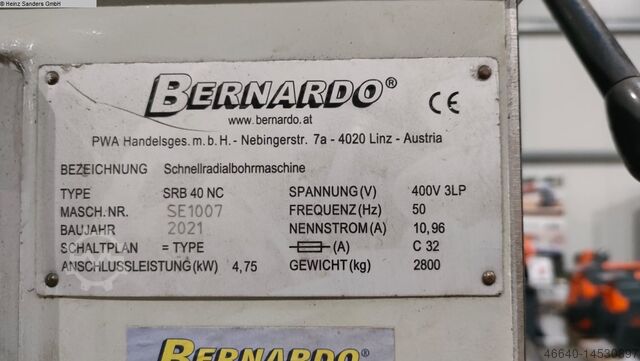 © Heinz Sanders GmbH
BERNARDO®
www.bernardo.at
CE
PWA Handelsges.m.b.H. - Nebingerstr. 7a - 4020 Linz - Austria
BEZEICHNUNG Schnellradialbohrmaschine
TYPE SRB 40 NC SPANNUNG (V) 400V 3LP
MASCH. NR. SE1007 FREQUENZ (Hz) 50
BAUJAHR 2021 NENNSTROM (A) 10,96
SCHALTPLAN = TYPE (A) C 32
ANSCHLUSSLEISTUNG (kW) 4,75 GEWICHT (kg) 2800
BERNARDO®